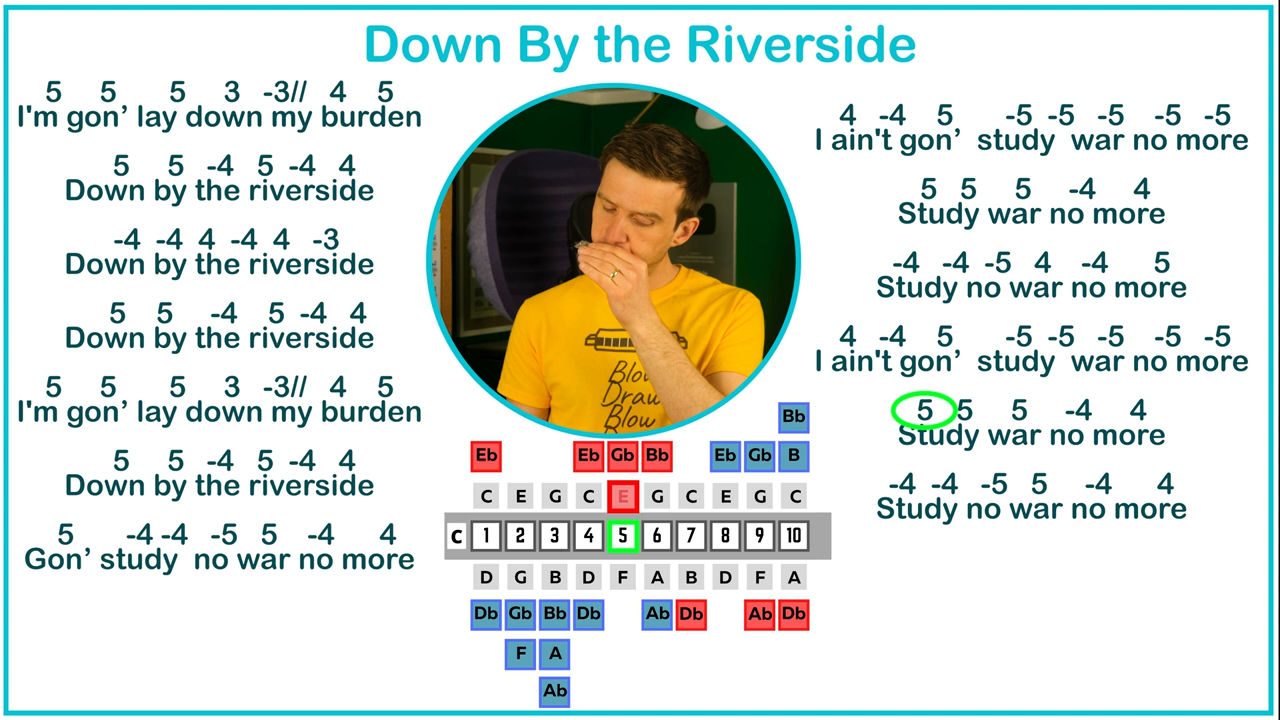 Down By the Riverside
5 5 5 3 -3// 4 5
I'm gon' lay down my burden
5 5 -4 5 -4 4
Down by the riverside
-4 -4 4 -4 4 -3
Down by the riverside
5 5 -4 5 -4 4
Down by the riverside
5 5 5 3 -3// 4 5
I'm gon' lay down my burden
5 5 -4 5 -4 4
Down by the riverside
5 -4 -4 -5 5 -4 4
Gon' study no war no more
Blow
Draw
Blow
4 -4 5 -5 -5 -5 -5 -5
I ain't gon' study war no more
5 5 5 -4 4
Study war no more
-4 -4 -5 4 -4 5
Study no war no more
4 -4 5 -5 -5 -5 -5 -5
I ain't gon' study war no more
5 5 5 -4 4
Study war no more
-4 -4 -5 5 -4 4
Study no war no more
Bb
Eb Eb Gb Bb Eb Gb B
C E G C E G C E G C
C 1 2 3 4 5 6 7 8 9 10
D G B D F A B D F A
Db Gb Bb Db Ab Db Ab Db
F A
Ab